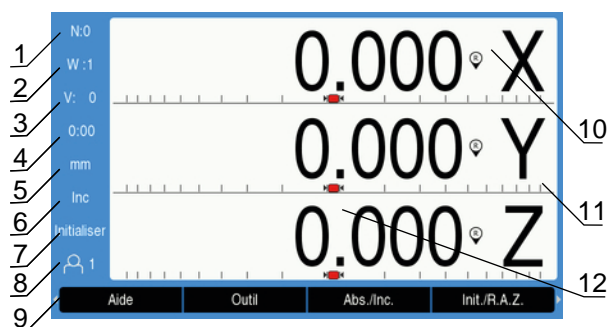 N:0
1
W :1
2
V: 0
3
0:00
4
mm
5
Inc
6
Initialiser
7
1
8
9
0.000 R X
10
0.000 R Y
11
0.000 R Z
12
Aide Outil Abs./Inc. Init./R.A.Z.